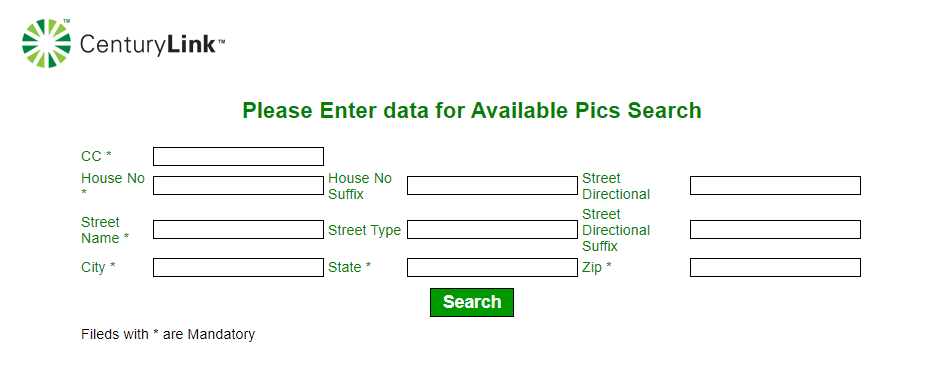 CenturyLink™
Please Enter data for Available Pics Search
CC *
House No * House No Suffix Street Directional
Street Name * Street Type Street Directional Suffix
City * State * Zip *
Search
Fileds with * are Mandatory